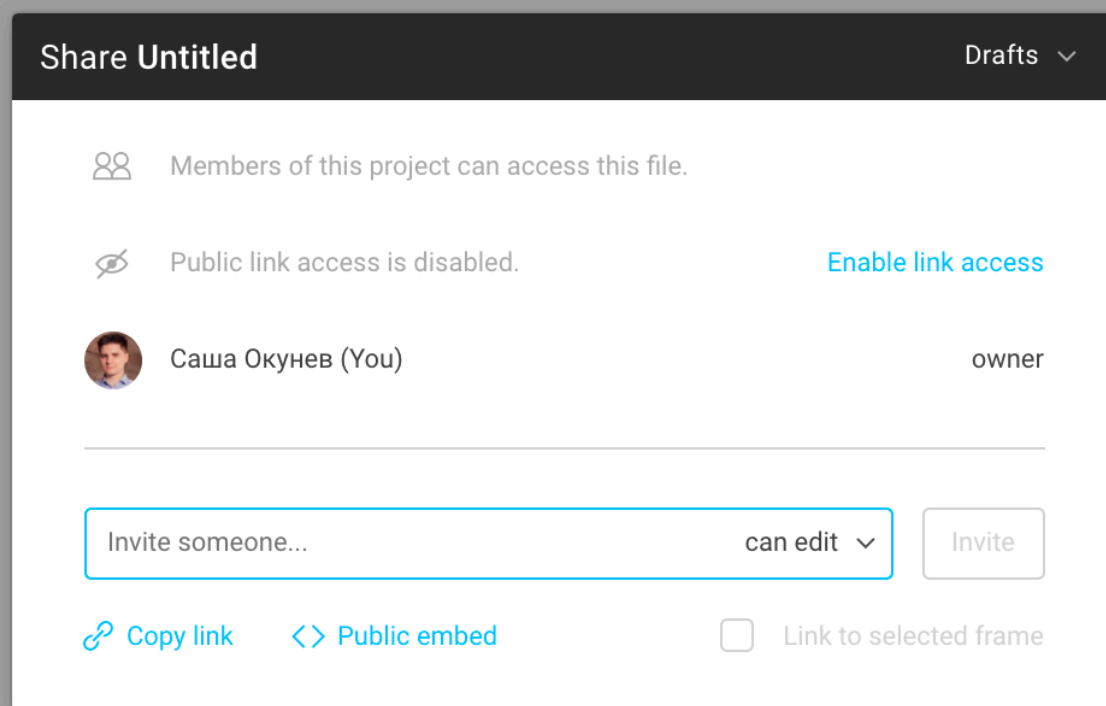 Share Untitled
Drafts
Members of this project can access this file.
Public link access is disabled.
Enable link access
Саша Окунев (You)
owner
Invite someone...
can edit
Invite
Copy link
Public embed
Link to selected frame